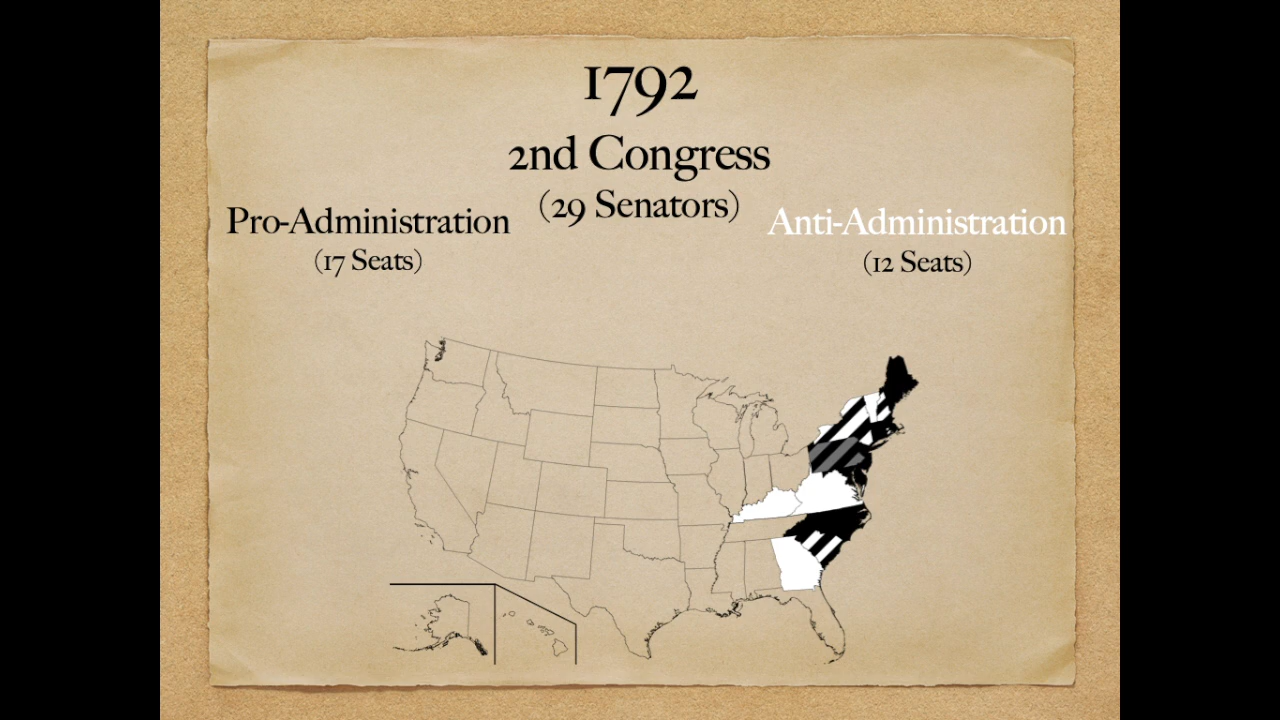 1792
2nd Congress
(29 Senators)
Pro-Administration
(17 Seats)
Anti-Administration
(12 Seats)